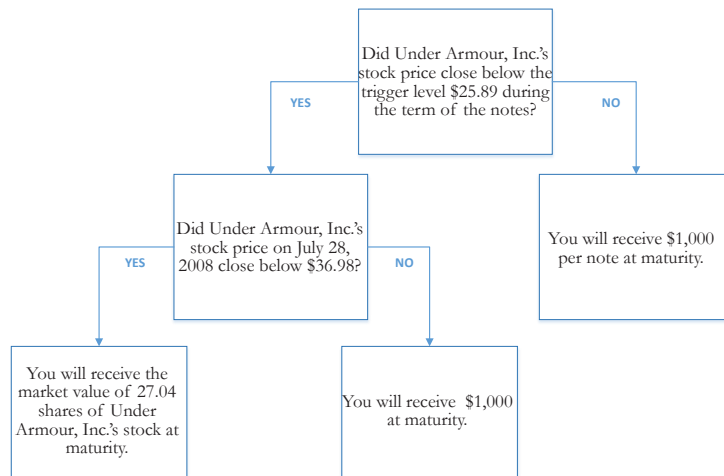 Did Under Armour, Inc.'s
stock price close below the
trigger level $25.89 during
the term of the notes?
YES
NO
Did Under Armour, Inc.'s
stock price on July 28,
2008 close below $36.98?
You will receive $1,000
per note at maturity.
YES
NO
You will receive the
market value of 27.04
shares of Under
Armour, Inc.'s stock at
maturity.
You will receive $1,000
at maturity.